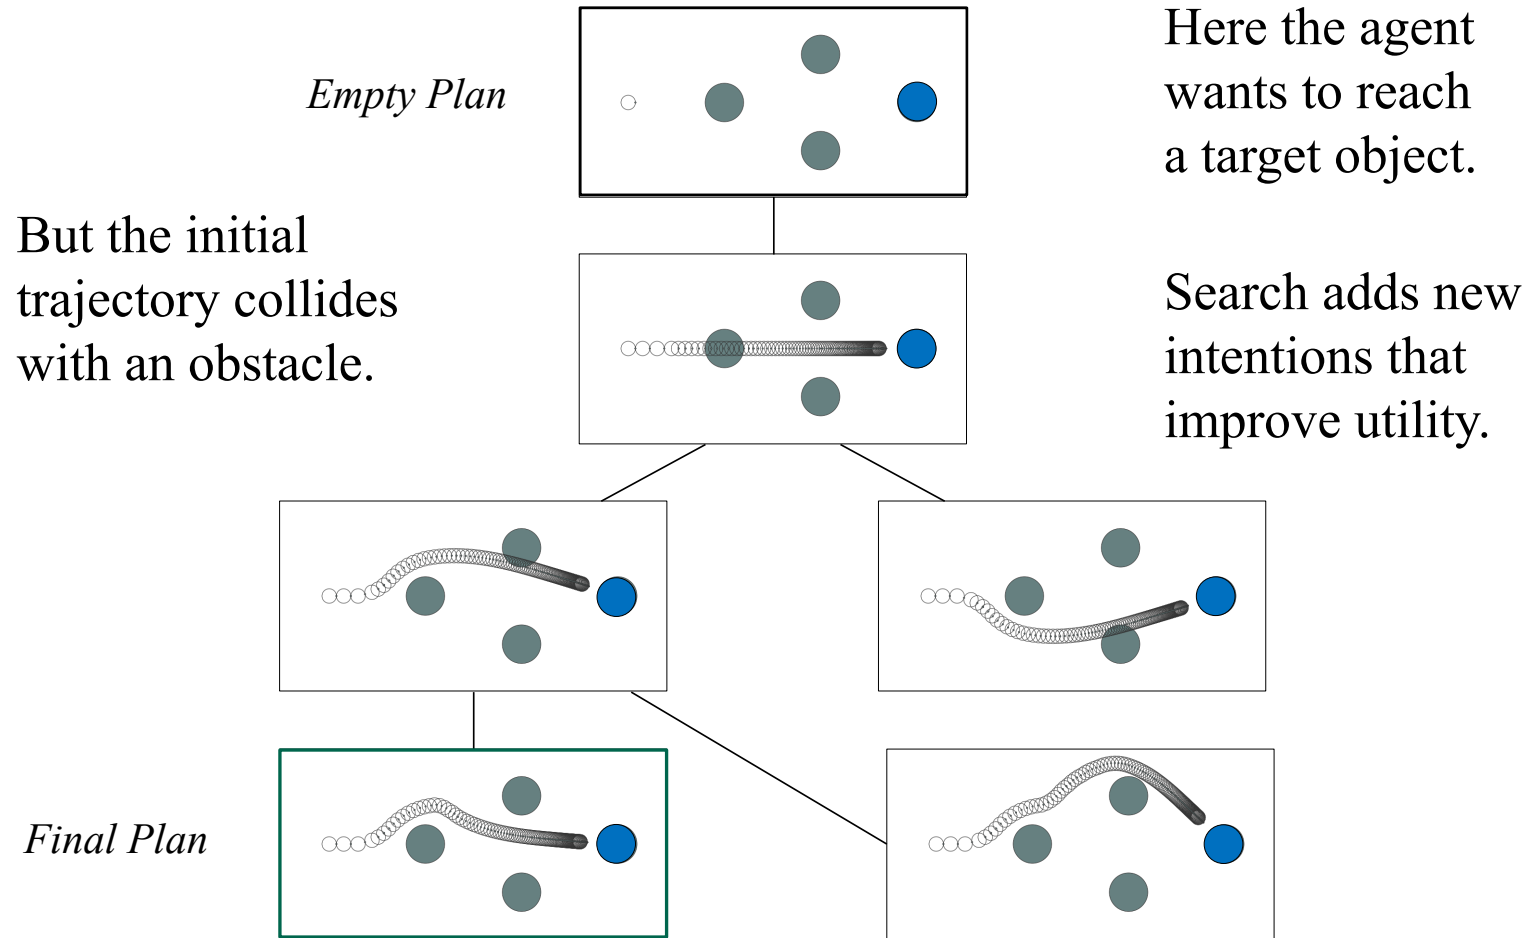 Empty Plan
Here the agent
wants to reach
a target object.
But the initial
trajectory collides
with an obstacle.
Search adds new
intentions that
improve utility.
Final Plan